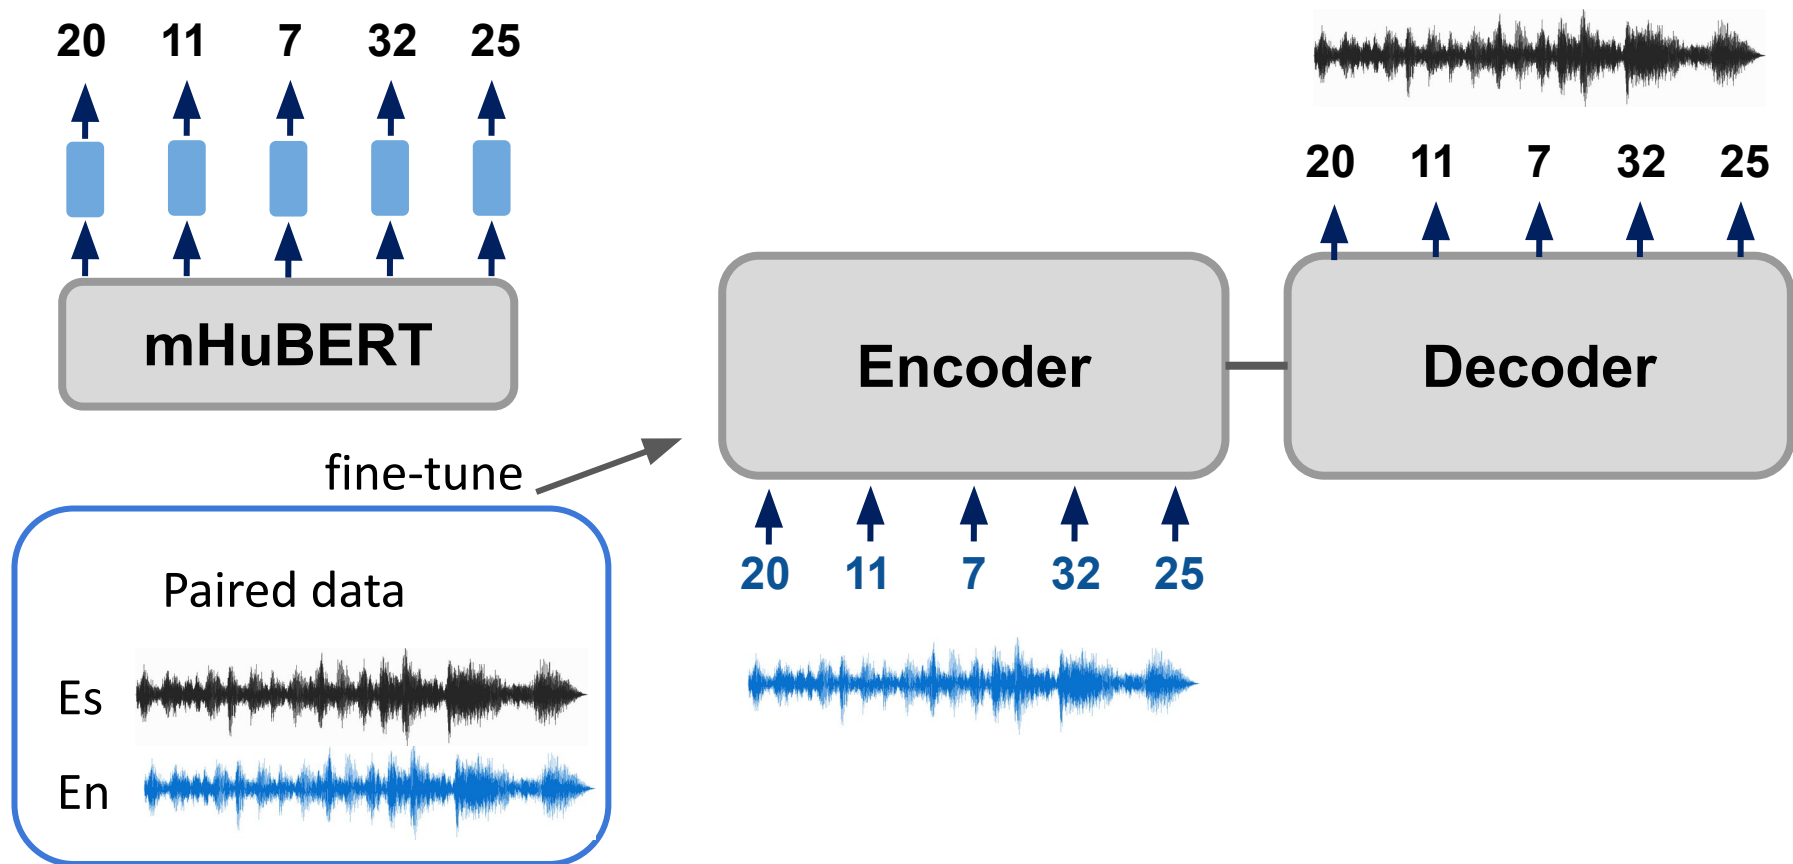 20 11 7 32 25
mHuBERT
fine-tune
Paired data
Es
En
20 11 7 32 25
Encoder
Decoder
20 11 7 32 25